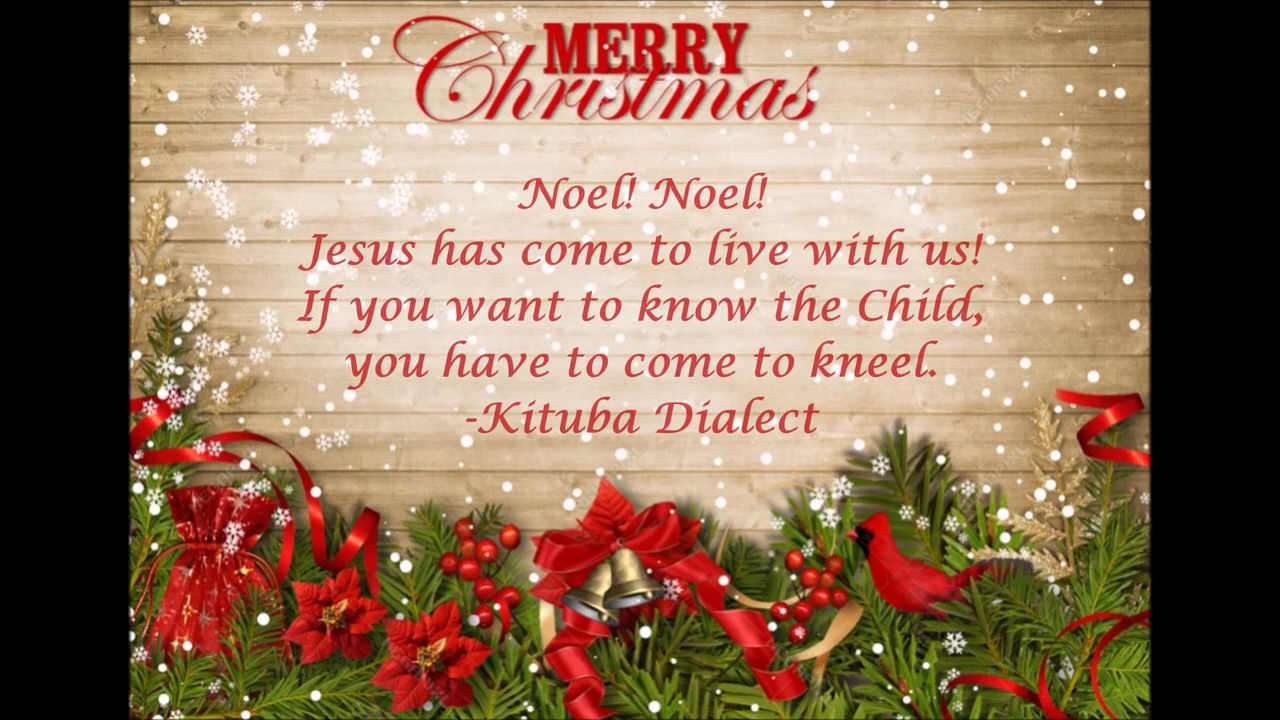 MERRY
Christmas
Noel! Noel!
Jesus has come to live with us!
If you want to know the Child,
you have to come to kneel.
-Kituba Dialect